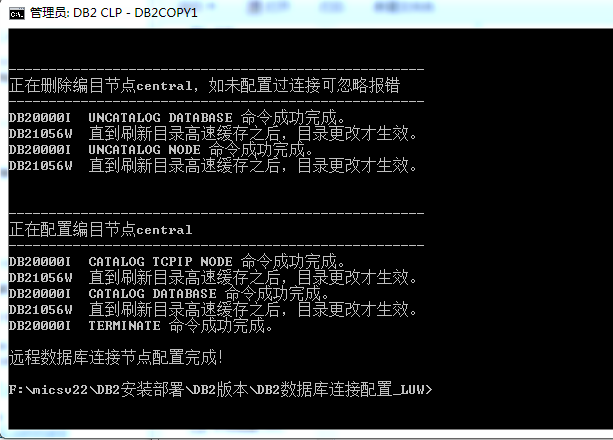 管理员: DB2 CLP - DB2COPY1
----------------------------------------------------
正在删除编目节点central，如未配置过连接可忽略报错
----------------------------------------------------
DB20000I  UNCATALOG DATABASE 命令成功完成。
DB21056W  直到刷新目录高速缓存之后，目录更改才生效。
DB20000I  UNCATALOG NODE 命令成功完成。
DB21056W  直到刷新目录高速缓存之后，目录更改才生效。
----------------------------------------------------
正在配置编目节点central
----------------------------------------------------
DB20000I  CATALOG TCPIP NODE 命令成功完成。
DB21056W  直到刷新目录高速缓存之后，目录更改才生效。
DB20000I  CATALOG DATABASE 命令成功完成。
DB21056W  直到刷新目录高速缓存之后，目录更改才生效。
DB20000I  TERMINATE 命令成功完成。
远程数据库连接节点配置完成!
F:\micsv22\DB2安装部署\DB2版本\DB2数据库连接配置_LUW>